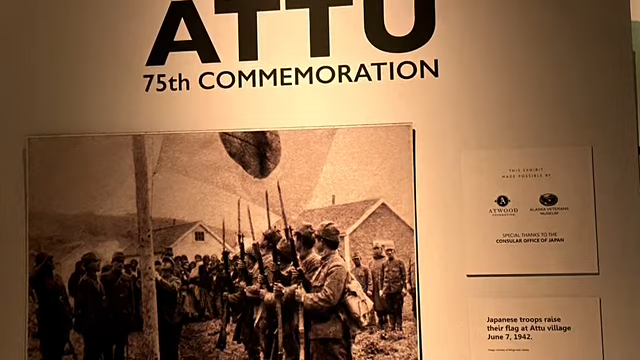 ATTU
75th COMMEMORATION
THIS EXHIBIT
MADE POSSIBLE BY
ATWOOD
FOUNDATION
ALASKA VETERANS
MUSEUM
SPECIAL THANKS TO THE
CONSULAR OFFICE OF JAPAN
Japanese troops raise
their flag at Attu village
June 7, 1942.